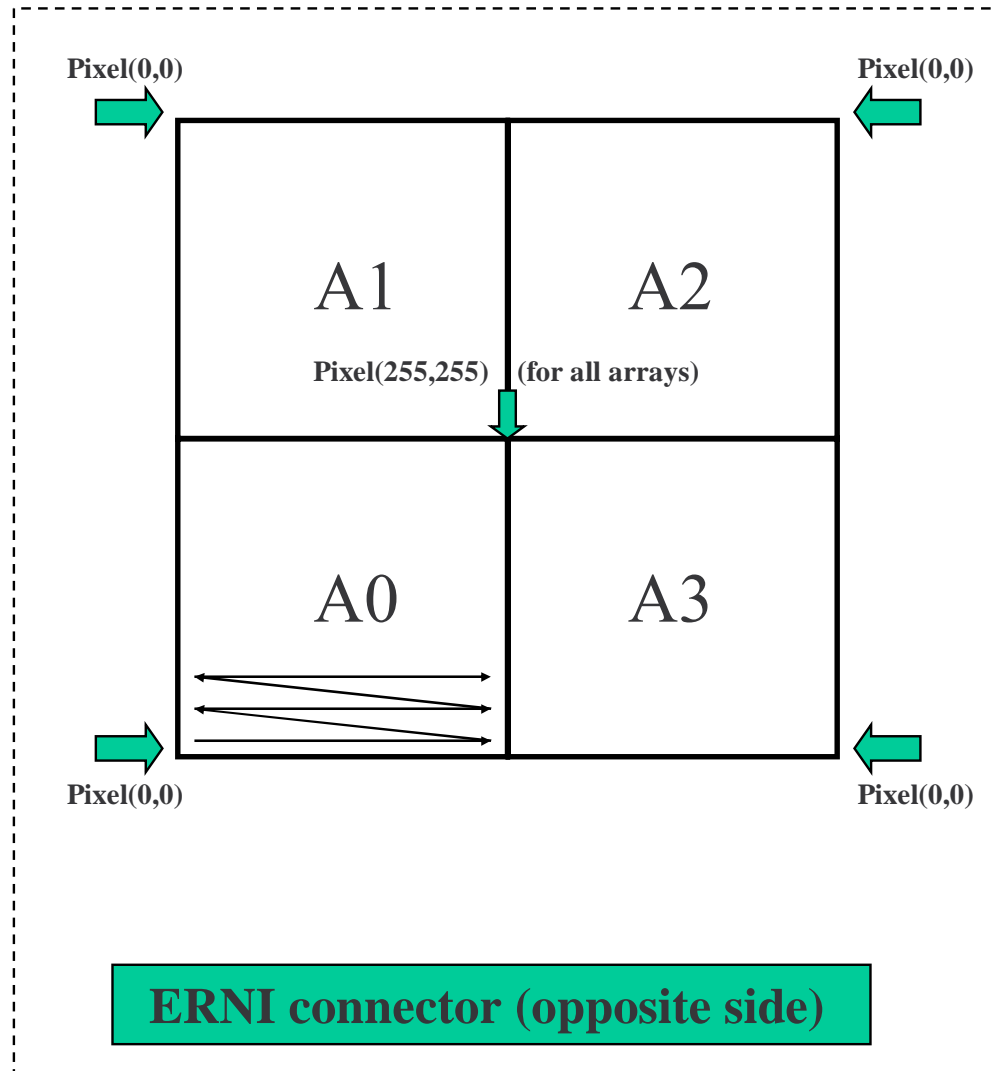 Pixel(0,0) Pixel(0,0)
A1 A2
Pixel(255,255) (for all arrays)
A0 A3
Pixel(0,0) Pixel(0,0)
ERNI connector (opposite side)